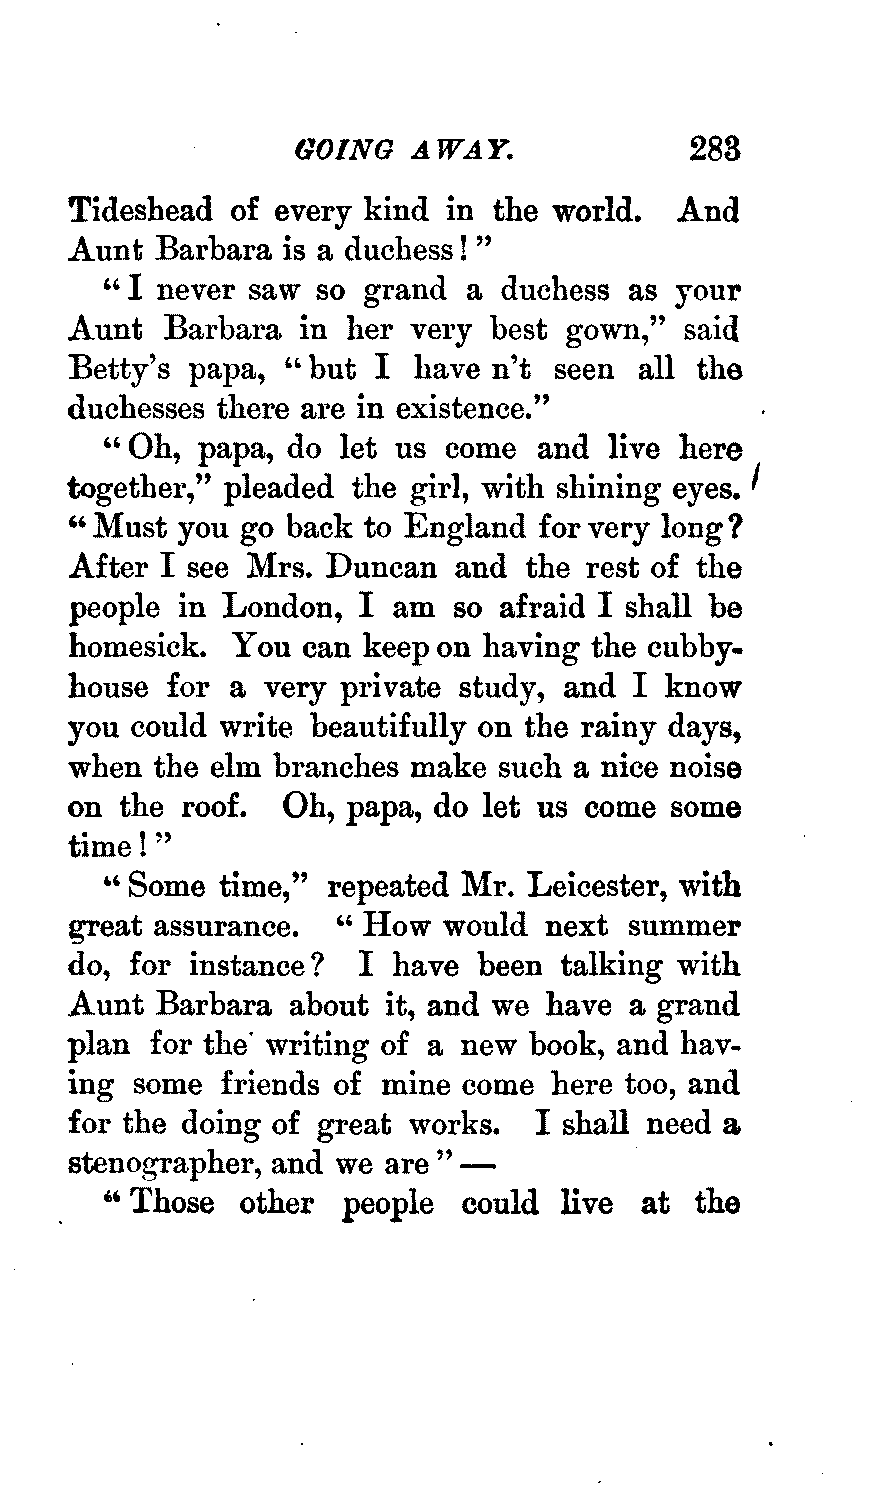 GOING AWAY. 283
Tideshead of every kind in the world. And
Aunt Barbara is a duchess!"
"I never saw so grand a duchess as your
Aunt Barbara in her very best gown," said
Betty's papa, "but I have n't seen all the
duchesses there are in existence."
"Oh, papa, do let us come and live here
together," pleaded the girl, with shining eyes.
"Must you go back to England for very long?
After I see Mrs. Duncan and the rest of the
people in London, I am so afraid I shall be
homesick. You can keep on having the cubby-
house for a very private study, and I know
you could write beautifully on the rainy days,
when the elm branches make such a nice noise
on the roof. Oh, papa, do let us come some
time!"
"Some time," repeated Mr. Leicester, with
great assurance. "How would next summer
do, for instance? I have been talking with
Aunt Barbara about it, and we have a grand
plan for the writing of a new book, and hav-
ing some friends of mine come here too, and
for the doing of great works. I shall need a
stenographer, and we are"—
"Those other people could live at the